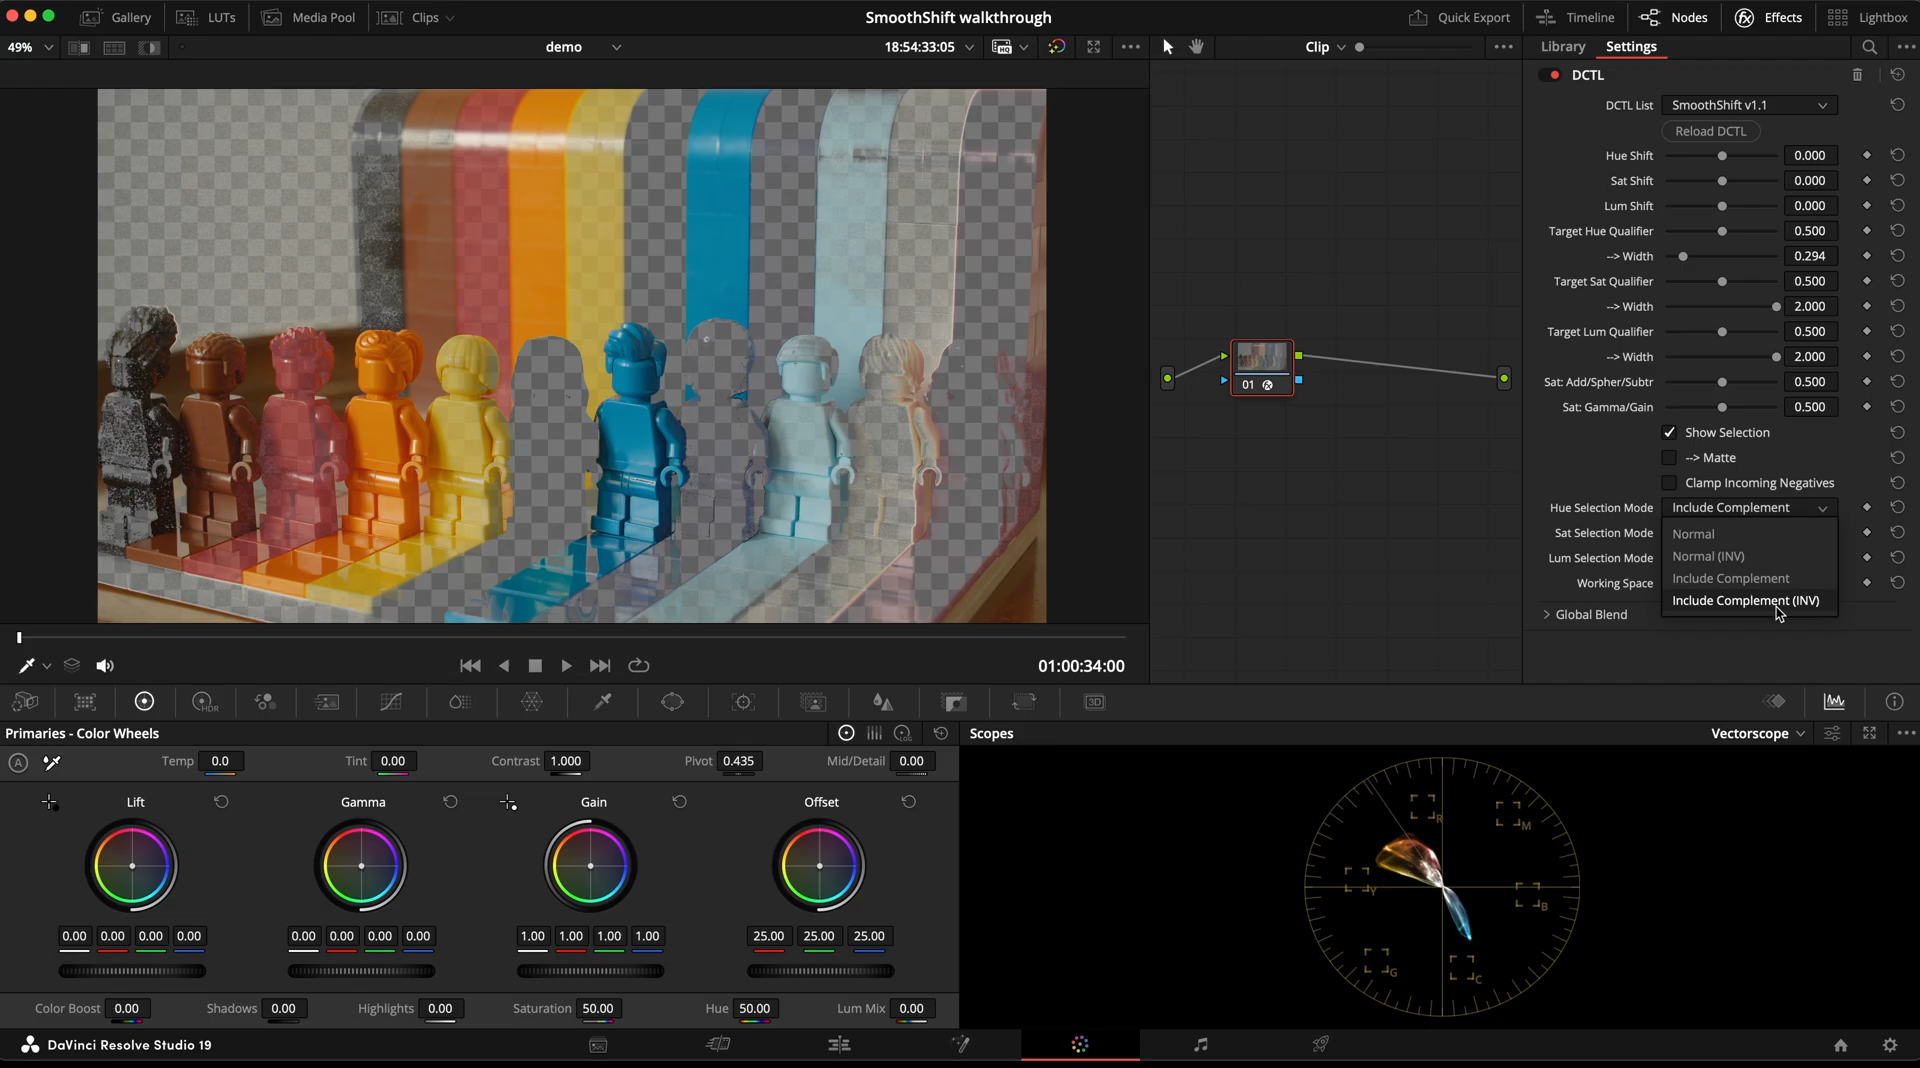 Gallery LUTs Media Pool Clips SmoothShift walkthrough Quick Export Timeline Nodes Effects Lightbox
49% demo 18:54:33:05 HQ Clip Library Settings
DCTL
DCTL List SmoothShift v1.1
Reload DCTL
Hue Shift 0.000
Sat Shift 0.000
Lum Shift 0.000
Target Hue Qualifier 0.500
--> Width 0.294
Target Sat Qualifier 0.500
--> Width 2.000
Target Lum Qualifier 0.500
--> Width 2.000
Sat: Add/Spher/Subtr 0.500
Sat: Gamma/Gain 0.500
Show Selection
--> Matte
Clamp Incoming Negatives
Hue Selection Mode Include Complement
Sat Selection Mode Normal
Normal (INV)
Lum Selection Mode Include Complement
Working Space Include Complement (INV)
Global Blend
01
01:00:34:00
HDR 3D
Primaries - Color Wheels LOG Scopes Vectorscope
A Temp 0.0 Tint 0.00 Contrast 1.000 Pivot 0.435 Mid/Detail 0.00
Lift Gamma Gain Offset
0.00 0.00 0.00 0.00 0.00 0.00 0.00 0.00 1.00 1.00 1.00 1.00 25.00 25.00 25.00
R M Y B G C
Color Boost 0.00 Shadows 0.00 Highlights 0.00 Saturation 50.00 Hue 50.00 Lum Mix 0.00
DaVinci Resolve Studio 19